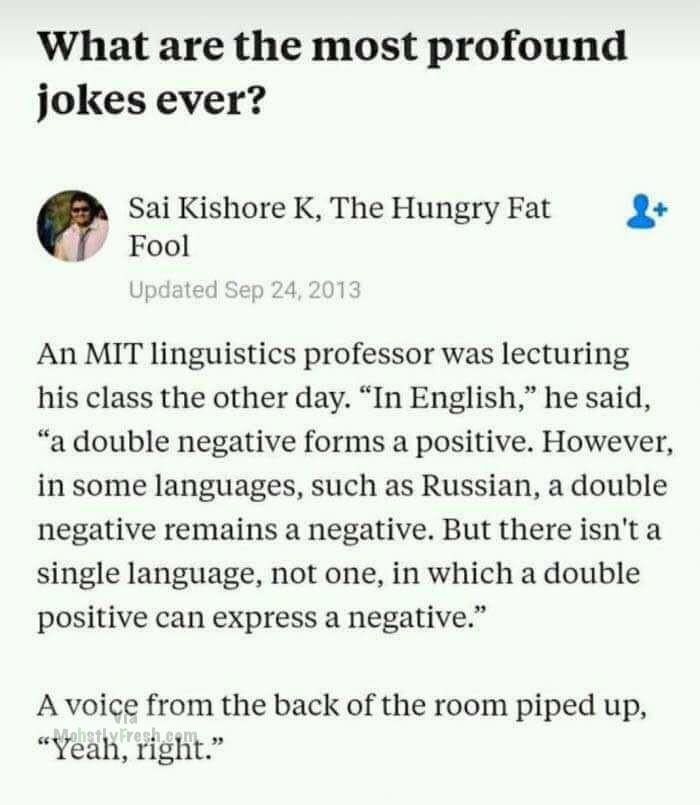 What are the most profound
jokes ever?
Sai Kishore K, The Hungry Fat
Fool
Updated Sep 24, 2013
An MIT linguistics professor was lecturing
his class the other day. “In English,” he said,
“a double negative forms a positive. However,
in some languages, such as Russian, a double
negative remains a negative. But there isn't a
single language, not one, in which a double
positive can express a negative.”
A voice from the back of the room piped up,
via
MohstlyFresh.com
“Yeah, right.”